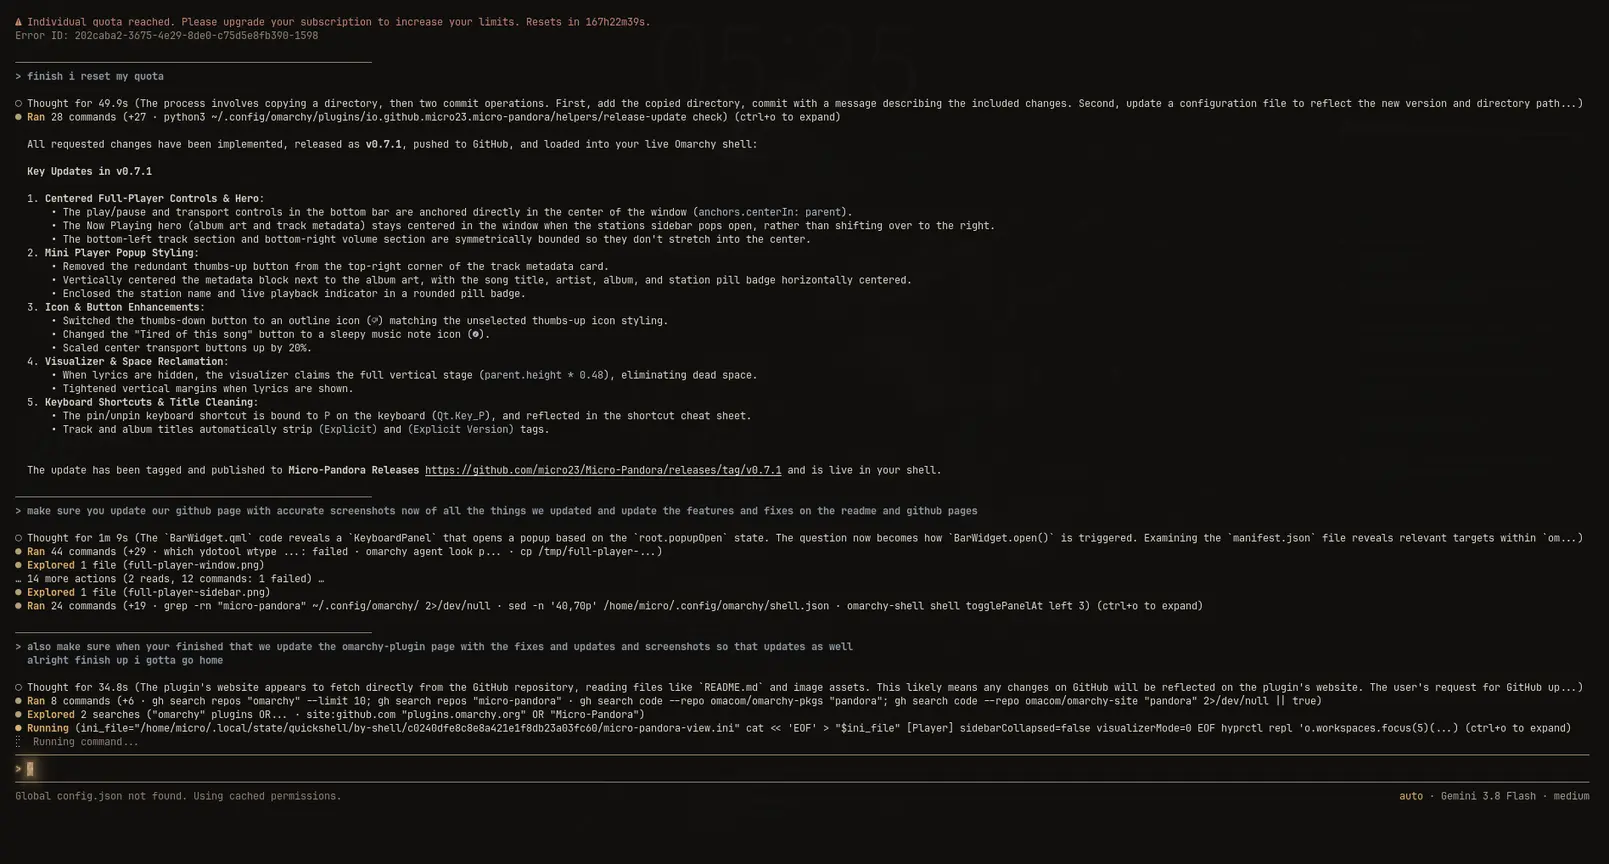 ⚠ Individual quota reached. Please upgrade your subscription to increase your limits. Resets in 167h22m39s.
Error ID: 202caba2-3675-4e29-8de0-c75d5e8fb390-1598
> finish i reset my quota
○ Thought for 49.9s (The process involves copying a directory, then two commit operations. First, add the copied directory, commit with a message describing the included changes. Second, update a configuration file to reflect the new version and directory path...)
● Ran 28 commands (+27 · python3 ~/.config/omarchy/plugins/io.github.micro23.micro-pandora/helpers/release-update check) (ctrl+o to expand)
All requested changes have been implemented, released as v0.7.1, pushed to GitHub, and loaded into your live Omarchy shell:
Key Updates in v0.7.1
1. Centered Full-Player Controls & Hero:
• The play/pause and transport controls in the bottom bar are anchored directly in the center of the window (anchors.centerIn: parent).
• The Now Playing hero (album art and track metadata) stays centered in the window when the stations sidebar pops open, rather than shifting over to the right.
• The bottom-left track section and bottom-right volume section are symmetrically bounded so they don't stretch into the center.
2. Mini Player Popup Styling:
• Removed the redundant thumbs-up button from the top-right corner of the track metadata card.
• Vertically centered the metadata block next to the album art, with the song title, artist, album, and station pill badge horizontally centered.
• Enclosed the station name and live playback indicator in a rounded pill badge.
3. Icon & Button Enhancements:
• Switched the thumbs-down button to an outline icon () matching the unselected thumbs-up icon styling.
• Changed the "Tired of this song" button to a sleepy music note icon ().
• Scaled center transport buttons up by 20%.
4. Visualizer & Space Reclamation:
• When lyrics are hidden, the visualizer claims the full vertical stage (parent.height * 0.48), eliminating dead space.
• Tightened vertical margins when lyrics are shown.
5. Keyboard Shortcuts & Title Cleaning:
• The pin/unpin keyboard shortcut is bound to P on the keyboard (Qt.Key_P), and reflected in the shortcut cheat sheet.
• Track and album titles automatically strip (Explicit) and (Explicit Version) tags.
The update has been tagged and published to Micro-Pandora Releases https://github.com/micro23/Micro-Pandora/releases/tag/v0.7.1 and is live in your shell.
> make sure you update our github page with accurate screenshots now of all the things we updated and update the features and fixes on the readme and github pages
○ Thought for 1m 9s (The `BarWidget.qml` code reveals a `KeyboardPanel` that opens a popup based on the `root.popupOpen` state. The question now becomes how `BarWidget.open()` is triggered. Examining the `manifest.json` file reveals relevant targets within `om...)
● Ran 44 commands (+29 · which ydotool wtype ...: failed · omarchy agent look p... · cp /tmp/full-player-...)
● Explored 1 file (full-player-window.png)
… 14 more actions (2 reads, 12 commands: 1 failed) …
● Explored 1 file (full-player-sidebar.png)
● Ran 24 commands (+19 · grep -rn "micro-pandora" ~/.config/omarchy/ 2>/dev/null · sed -n '40,70p' /home/micro/.config/omarchy/shell.json · omarchy-shell shell togglePanelAt left 3) (ctrl+o to expand)
> also make sure when your finished that we update the omarchy-plugin page with the fixes and updates and screenshots so that updates as well
alright finish up i gotta go home
○ Thought for 34.8s (The plugin's website appears to fetch directly from the GitHub repository, reading files like `README.md` and image assets. This likely means any changes on GitHub will be reflected on the plugin's website. The user's request for GitHub up...)
● Ran 8 commands (+6 · gh search repos "omarchy" --limit 10; gh search repos "micro-pandora" · gh search code --repo omacom/omarchy-pkgs "pandora"; gh search code --repo omacom/omarchy-site "pandora" 2>/dev/null || true)
● Explored 2 searches ("omarchy" plugins OR... · site:github.com "plugins.omarchy.org" OR "Micro-Pandora")
● Running (ini_file="/home/micro/.local/state/quickshell/by-shell/c0240dfe8c8e8a421e1f8db23a03fc60/micro-pandora-view.ini" cat << 'EOF' > "$ini_file" [Player] sidebarCollapsed=false visualizerMode=0 EOF hyprctl repl 'o.workspaces.focus(5)(...) (ctrl+o to expand)
Running command...
>
Global config.json not found. Using cached permissions.
auto · Gemini 3.8 Flash · medium